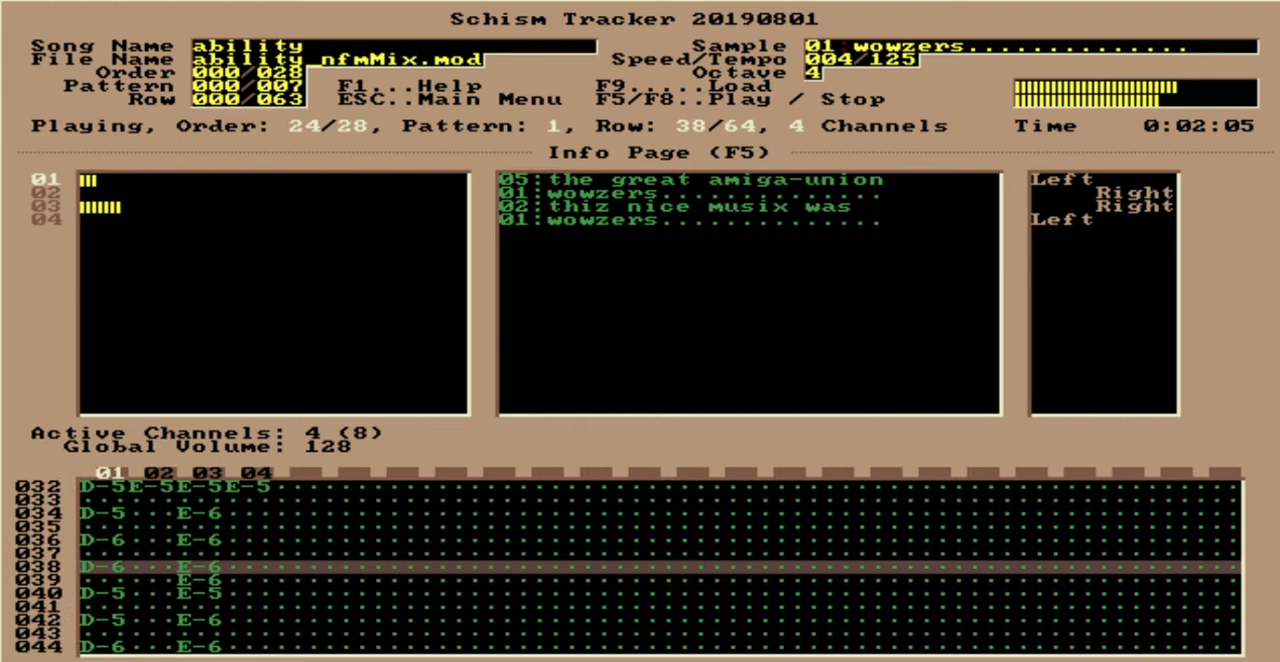 Schism Tracker 20190801
Song Name ability Sample 01:wowzers..............
File Name ability_nfmMix.mod Speed/Tempo 004/125
Order 000/028 Octave 4
Pattern 000/007 F1...Help F9.....Load
Row 000/063 ESC..Main Menu F5/F8..Play / Stop
Playing, Order: 24/28, Pattern: 1, Row: 38/64, 4 Channels Time 0:02:05
Info Page (F5)
01 05:the great amiga-union Left
02 01:wowzers.............. Right
03 02:thiz nice musix was Right
04 01:wowzers.............. Left
Active Channels: 4 (8)
Global Volume: 128
01 02 03 04
032 D-5E-5E-5E-5
033
034 D-5...E-6
035
036 D-6...E-6
037
038 D-6...E-6
039 ......E-6
040 D-5...E-5
041
042 D-5...E-6
043
044 D-6...E-6